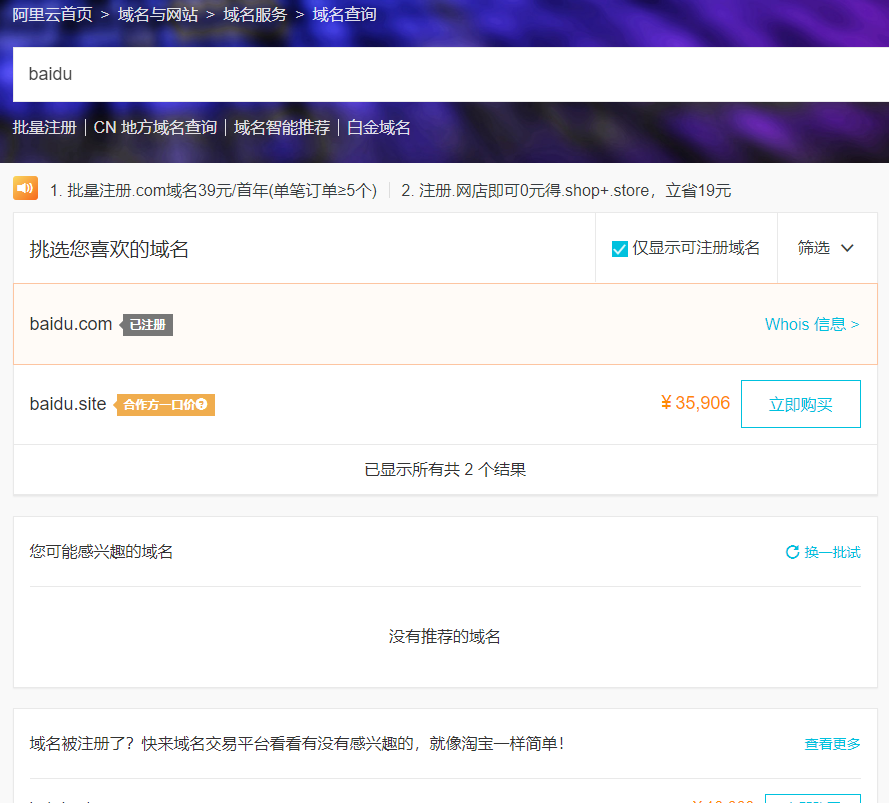 阿里云首页 > 域名与网站 > 域名服务 > 域名查询
baidu
批量注册 | CN 地方域名查询 | 域名智能推荐 | 白金域名
1. 批量注册.com域名39元/首年(单笔订单≥5个) 2. 注册.网店即可0元得.shop+.store，立省19元
挑选您喜欢的域名 仅显示可注册域名 筛选
baidu.com 已注册 Whois 信息 >
baidu.site 合作方一口价? ¥ 35,906 立即购买
已显示所有共 2 个结果
您可能感兴趣的域名 换一批试
没有推荐的域名
域名被注册了？快来域名交易平台看看有没有感兴趣的，就像淘宝一样简单！ 查看更多